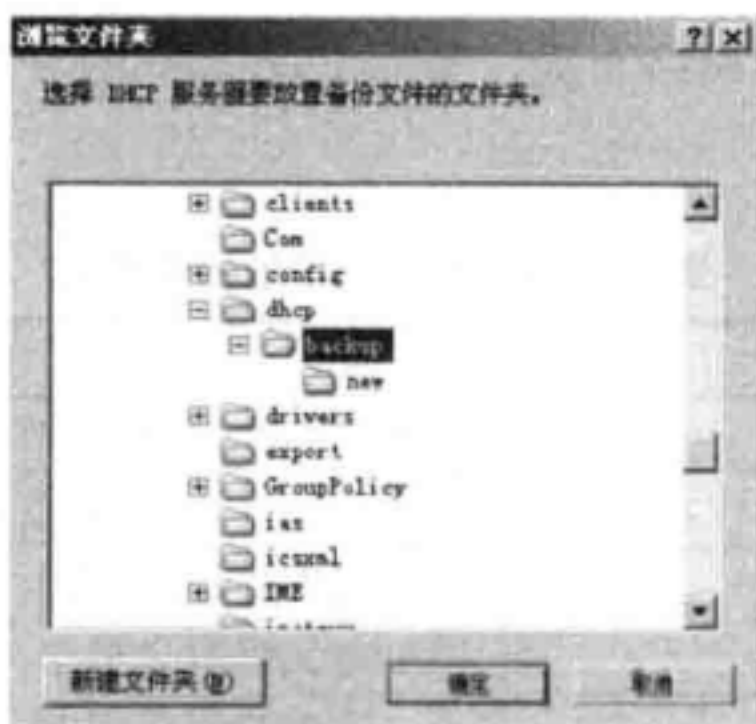 浏览文件夹
选择 DHCP 服务器要放置备份文件的文件夹。
clients
Com
config
dhcp
backup
new
drivers
export
GroupPolicy
ias
icsxml
IME
新建文件夹(M)
确定
取消